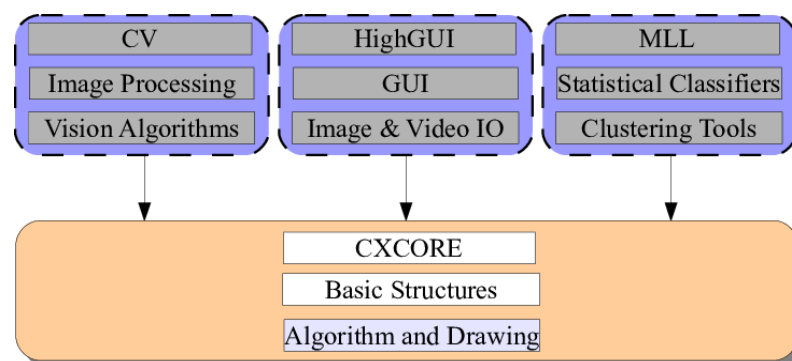 CV
Image Processing
Vision Algorithms
HighGUI
GUI
Image & Video IO
MLL
Statistical Classifiers
Clustering Tools
CXCORE
Basic Structures
Algorithm and Drawing